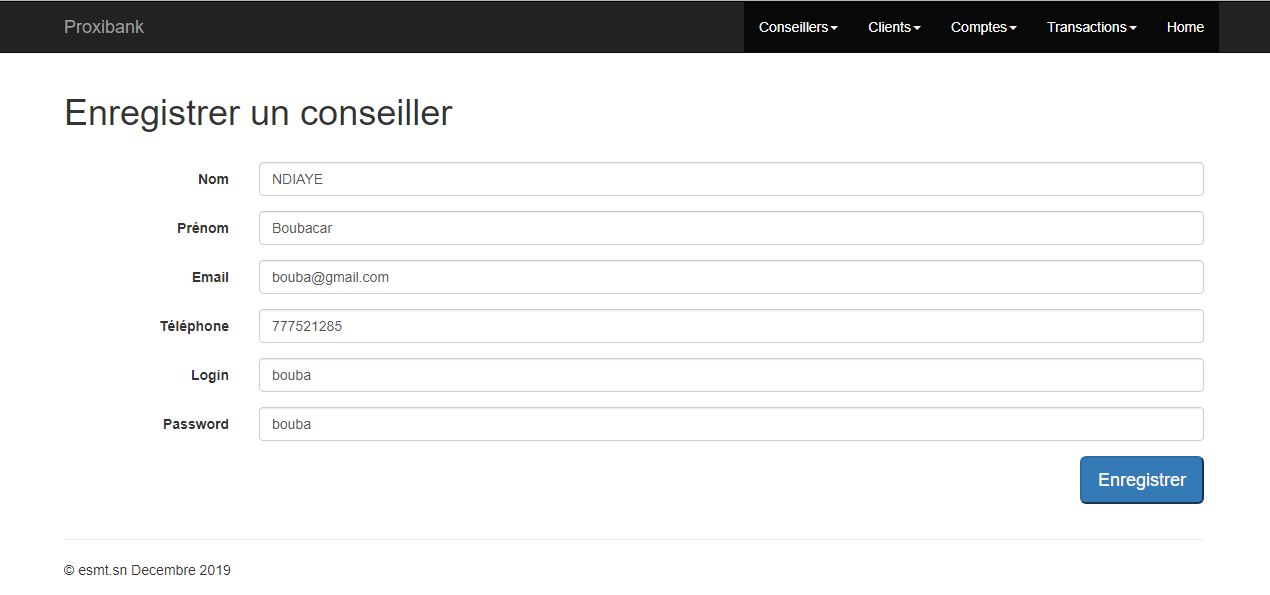 Proxibank Conseillers Clients Comptes Transactions Home
Enregistrer un conseiller
Nom NDIAYE
Prénom Boubacar
Email bouba@gmail.com
Téléphone 777521285
Login bouba
Password bouba
Enregistrer
© esmt.sn Decembre 2019